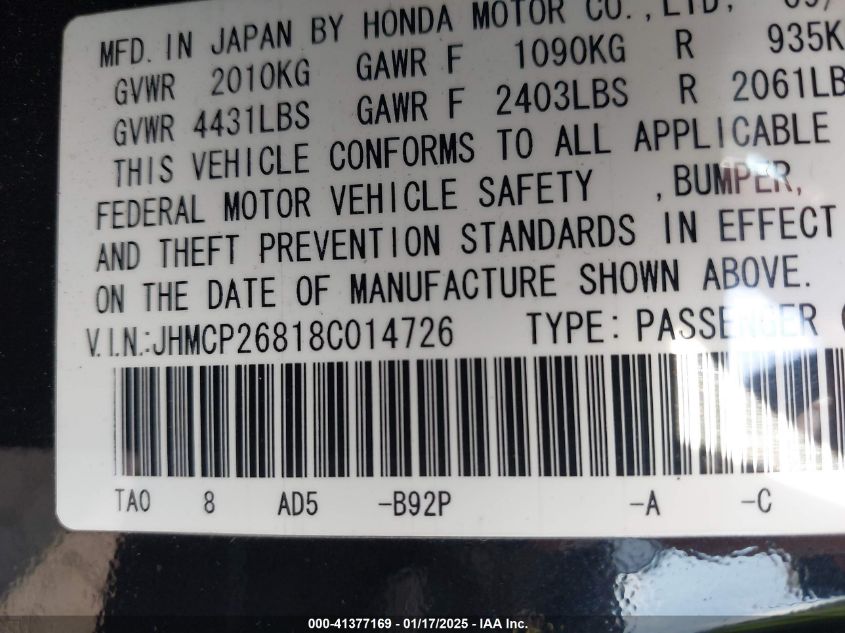 MFD. IN JAPAN BY HONDA MOTOR CO.,LTD.
GVWR 2010KG GAWR F 1090KG R 935K
GVWR 4431LBS GAWR F 2403LBS R 2061LB
THIS VEHICLE CONFORMS TO ALL APPLICABLE
FEDERAL MOTOR VEHICLE SAFETY ,BUMPER,
AND THEFT PREVENTION STANDARDS IN EFFECT
ON THE DATE OF MANUFACTURE SHOWN ABOVE.
V.I.N.:JHMCP26818C014726 TYPE: PASSENGER
TA0 8 AD5 -B92P -A -C
000-41377169 - 01/17/2025 - IAA Inc.